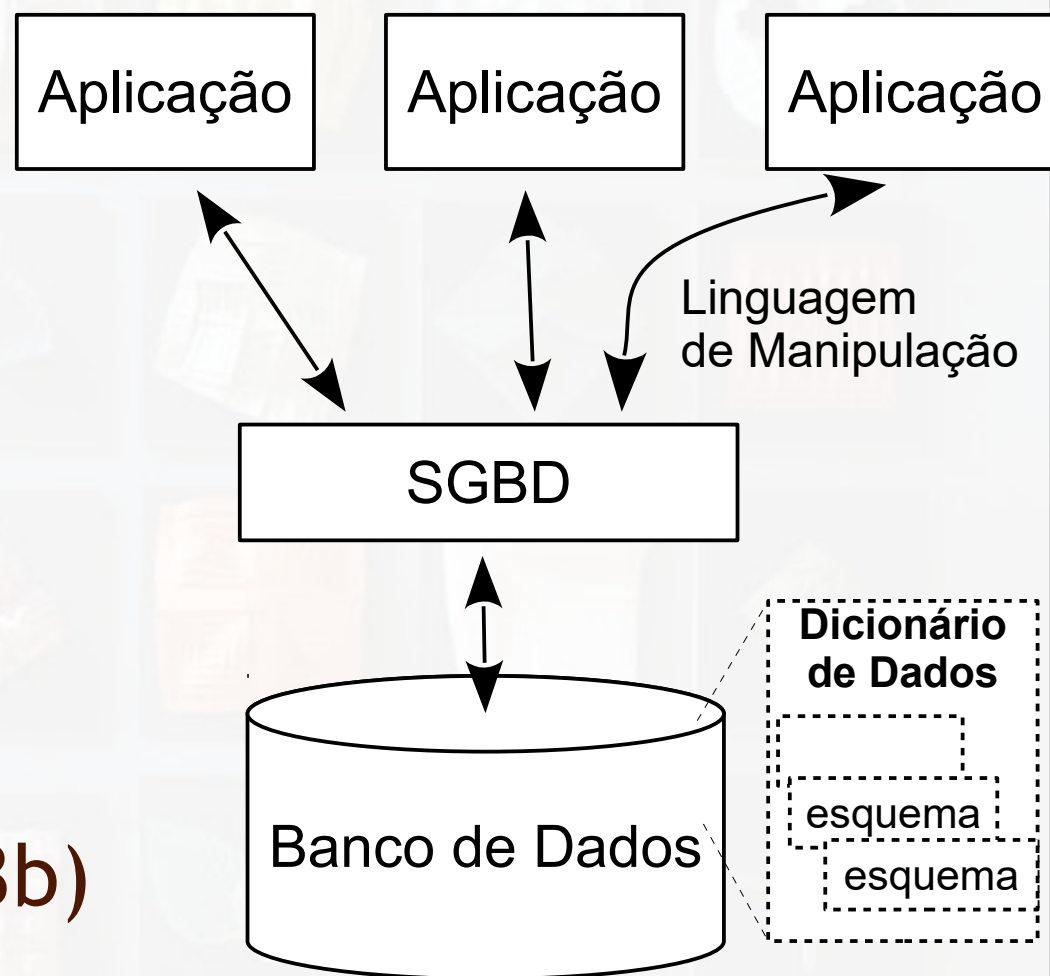 Aplicação
Aplicação
Aplicação
Linguagem
de Manipulação
SGBD
Dicionário
de Dados
esquema
esquema
Banco de Dados
3b)